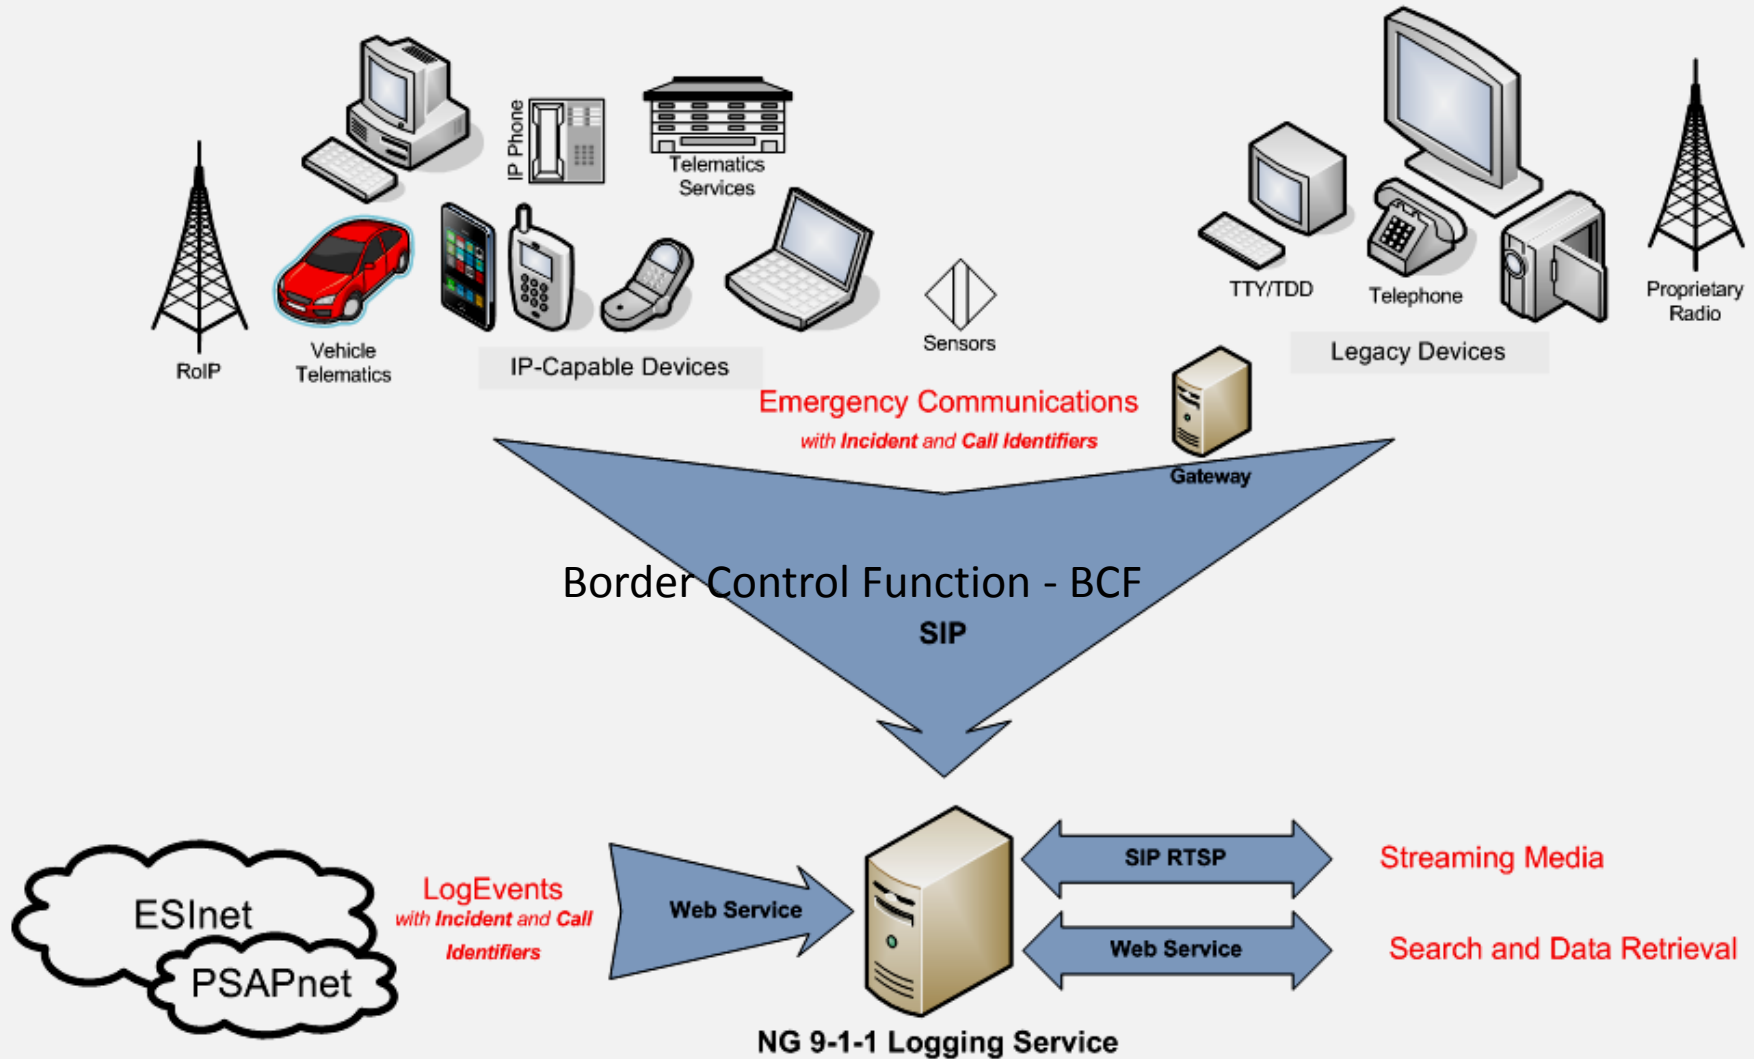 IP Phone
Telematics
Services
RoIP
Vehicle
Telematics
IP-Capable Devices
Sensors
TTY/TDD
Telephone
Proprietary
Radio
Legacy Devices
Emergency Communications
with Incident and Call Identifiers
Gateway
Border Control Function - BCF
SIP
ESInet
PSAPnet
LogEvents
with Incident and Call
Identifiers
Web Service
SIP RTSP
Streaming Media
Web Service
Search and Data Retrieval
NG 9-1-1 Logging Service